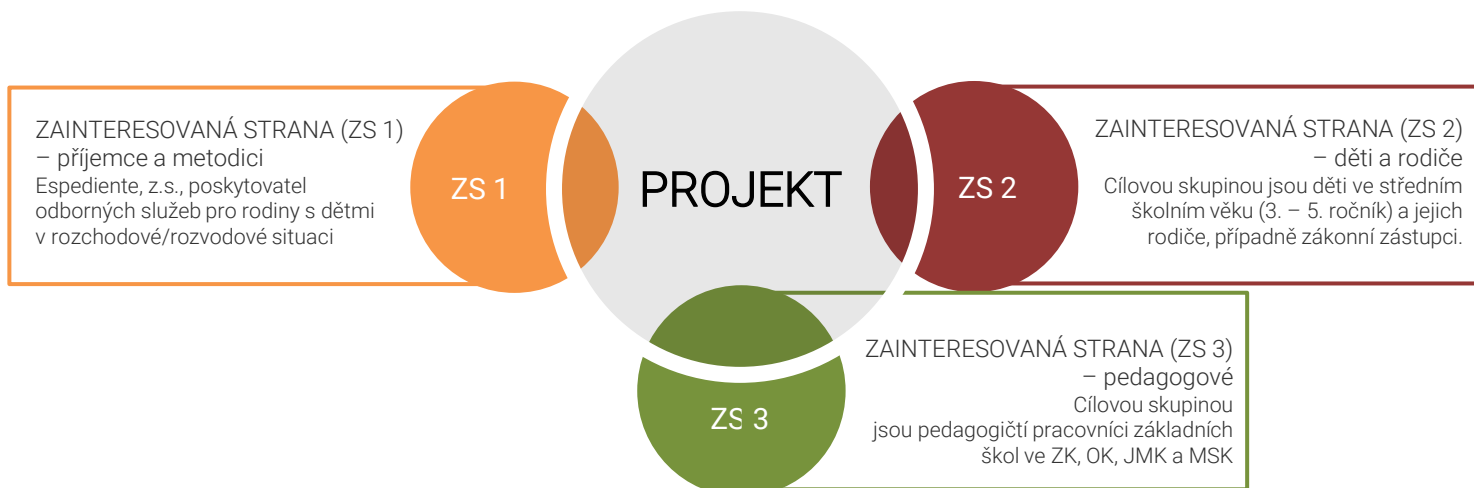 ZAINTERESOVANÁ STRANA (ZS 1)
– příjemce a metodici
Espediente, z.s., poskytovatel
odborných služeb pro rodiny s dětmi
v rozchodové/rozvodové situaci
ZS 1
PROJEKT
ZS 2
ZAINTERESOVANÁ STRANA (ZS 2)
– děti a rodiče
Cílovou skupinou jsou děti ve středním
školním věku (3. – 5. ročník) a jejich
rodiče, případně zákonní zástupci.
ZS 3
ZAINTERESOVANÁ STRANA (ZS 3)
– pedagogové
Cílovou skupinou
jsou pedagogičtí pracovníci základních
škol ve ZK, OK, JMK a MSK